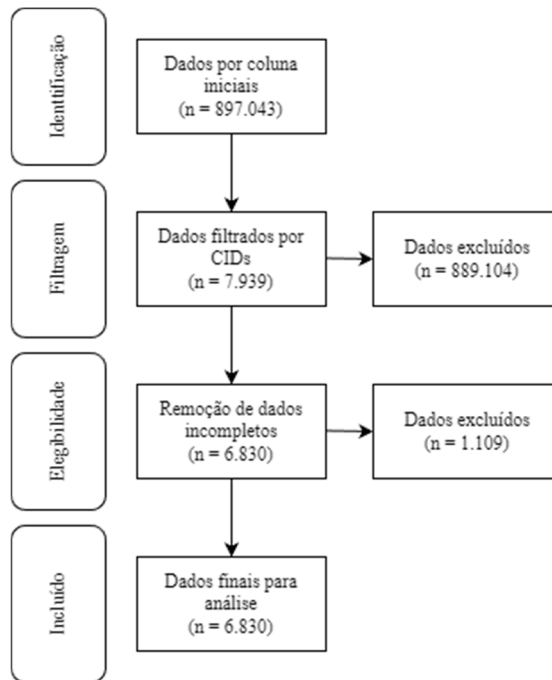 Identificação
Dados por coluna
iniciais
(n = 897.043)
Filtragem
Dados filtrados por
CIDs
(n = 7.939)
Dados excluídos
(n = 889.104)
Elegibilidade
Remoção de dados
incompletos
(n = 6.830)
Dados excluídos
(n = 1.109)
Incluído
Dados finais para
análise
(n = 6.830)